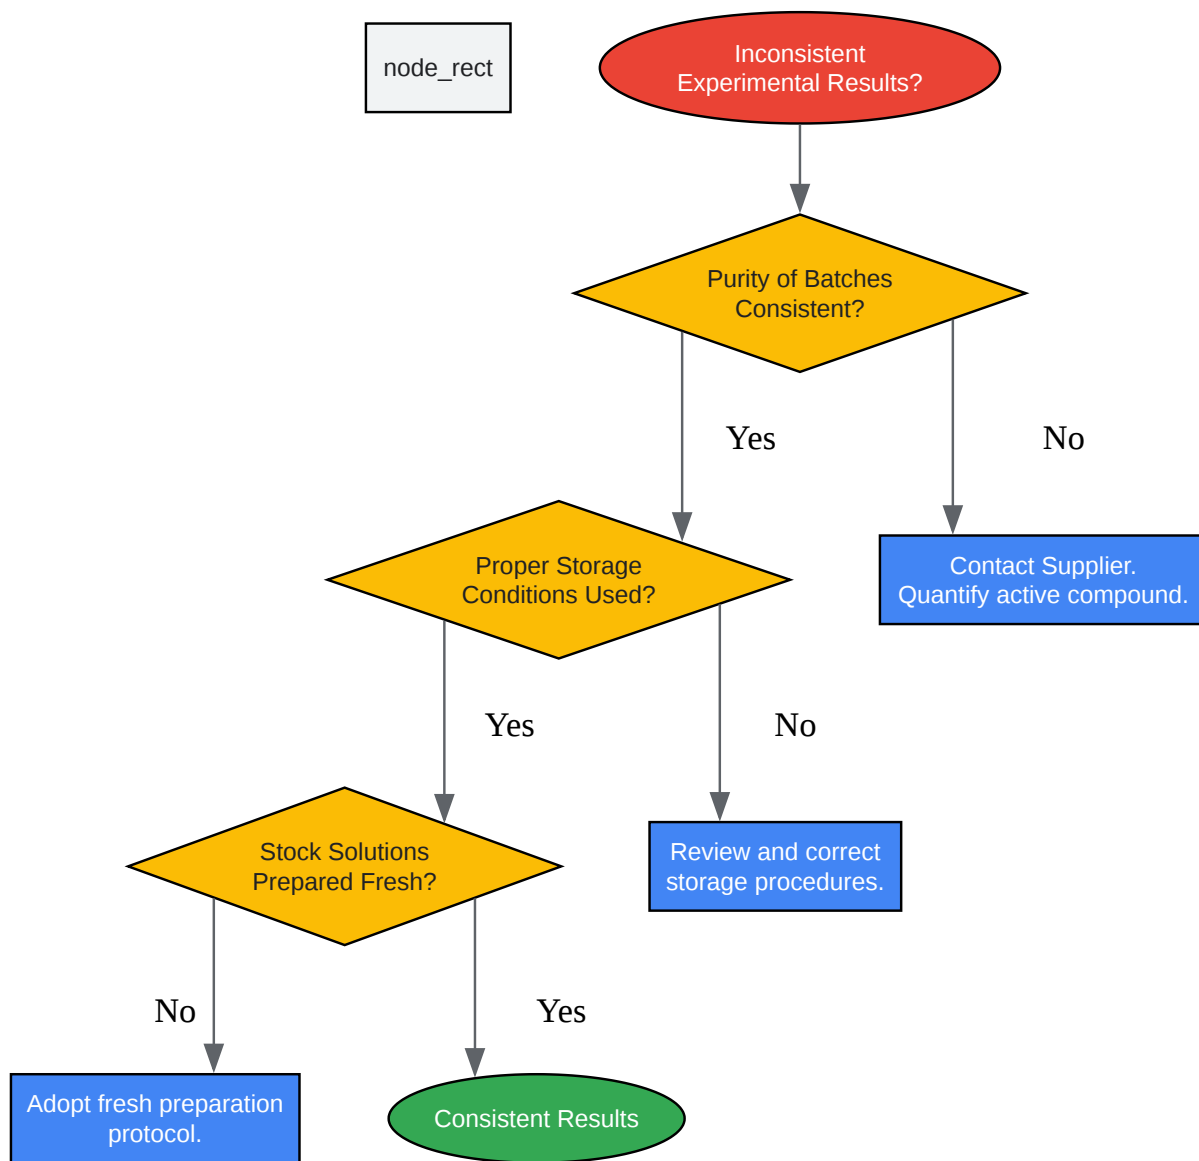 node_rect
Inconsistent
Experimental Results?
Purity of Batches
Consistent?
Yes
No
Proper Storage
Conditions Used?
Contact Supplier.
Quantify active compound.
Yes
No
Stock Solutions
Prepared Fresh?
Review and correct
storage procedures.
No
Yes
Adopt fresh preparation
protocol.
Consistent Results